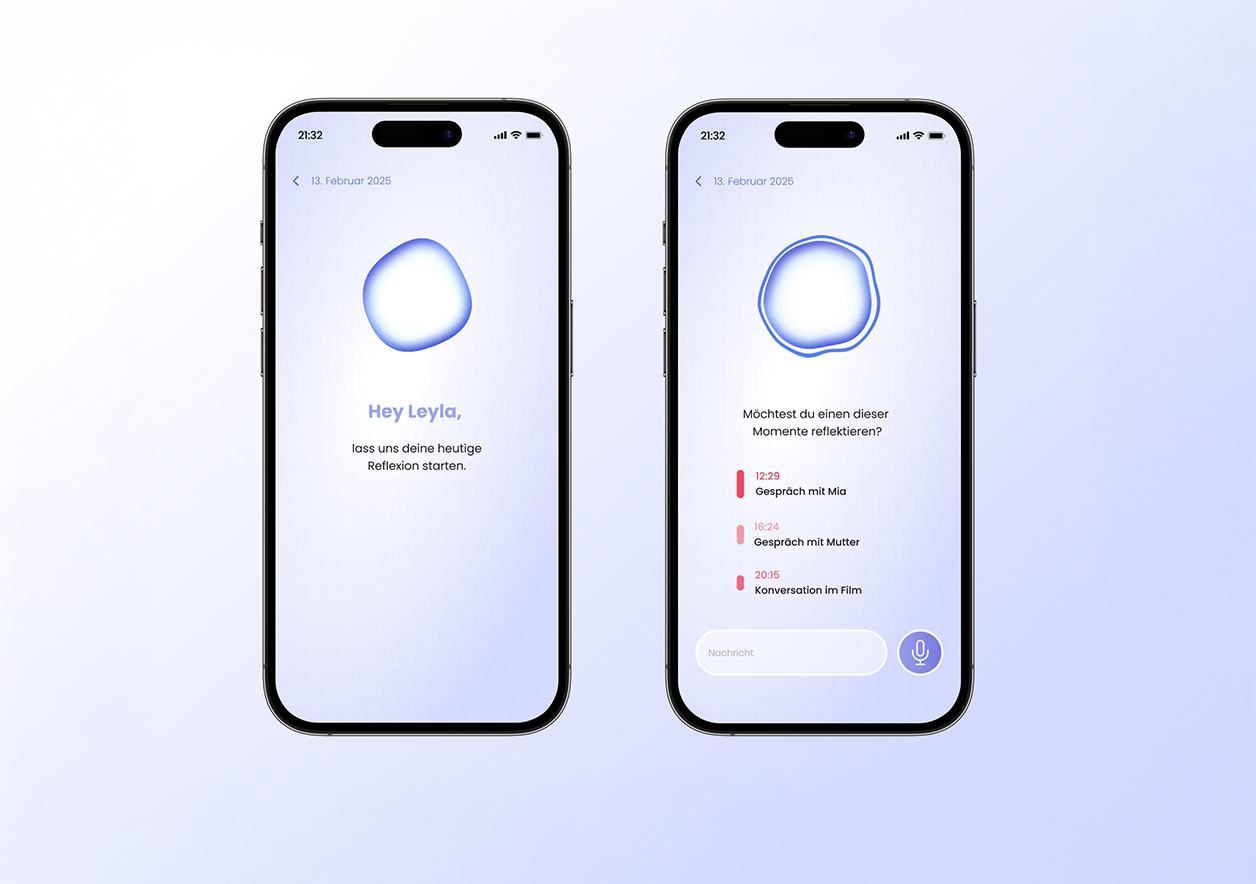 21:32
13. Februar 2025
Hey Leyla,
lass uns deine heutige
Reflexion starten.
21:32
13. Februar 2025
Möchtest du einen dieser
Momente reflektieren?
12:29
Gespräch mit Mia
16:24
Gespräch mit Mutter
20:15
Konversation im Film
Nachricht